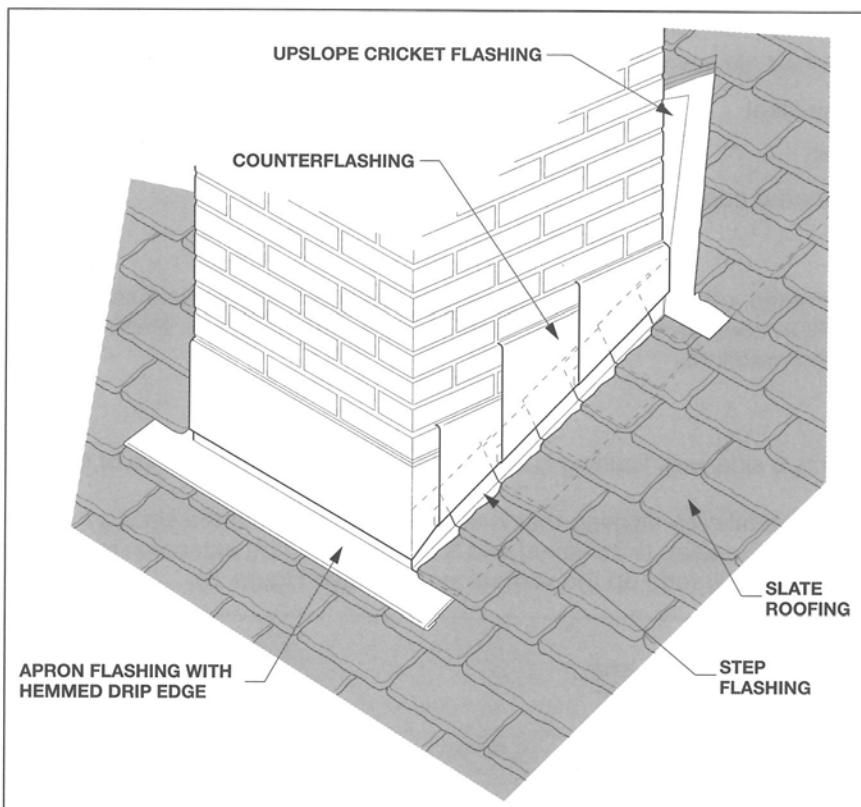 UPSLOPE CRICKET FLASHING
COUNTERFLASHING
SLATE
ROOFING
APRON FLASHING WITH
HEMMED DRIP EDGE
STEP
FLASHING